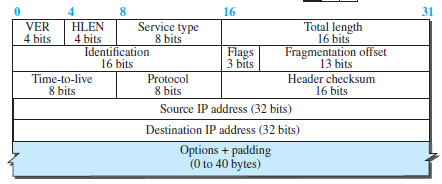 0 4 8 16 31
VER HLEN Service type Total length
4 bits 4 bits 8 bits 16 bits
Identification Flags Fragmentation offset
16 bits 3 bits 13 bits
Time-to-live Protocol Header checksum
8 bits 8 bits 16 bits
Source IP address (32 bits)
Destination IP address (32 bits)
Options + padding
(0 to 40 bytes)